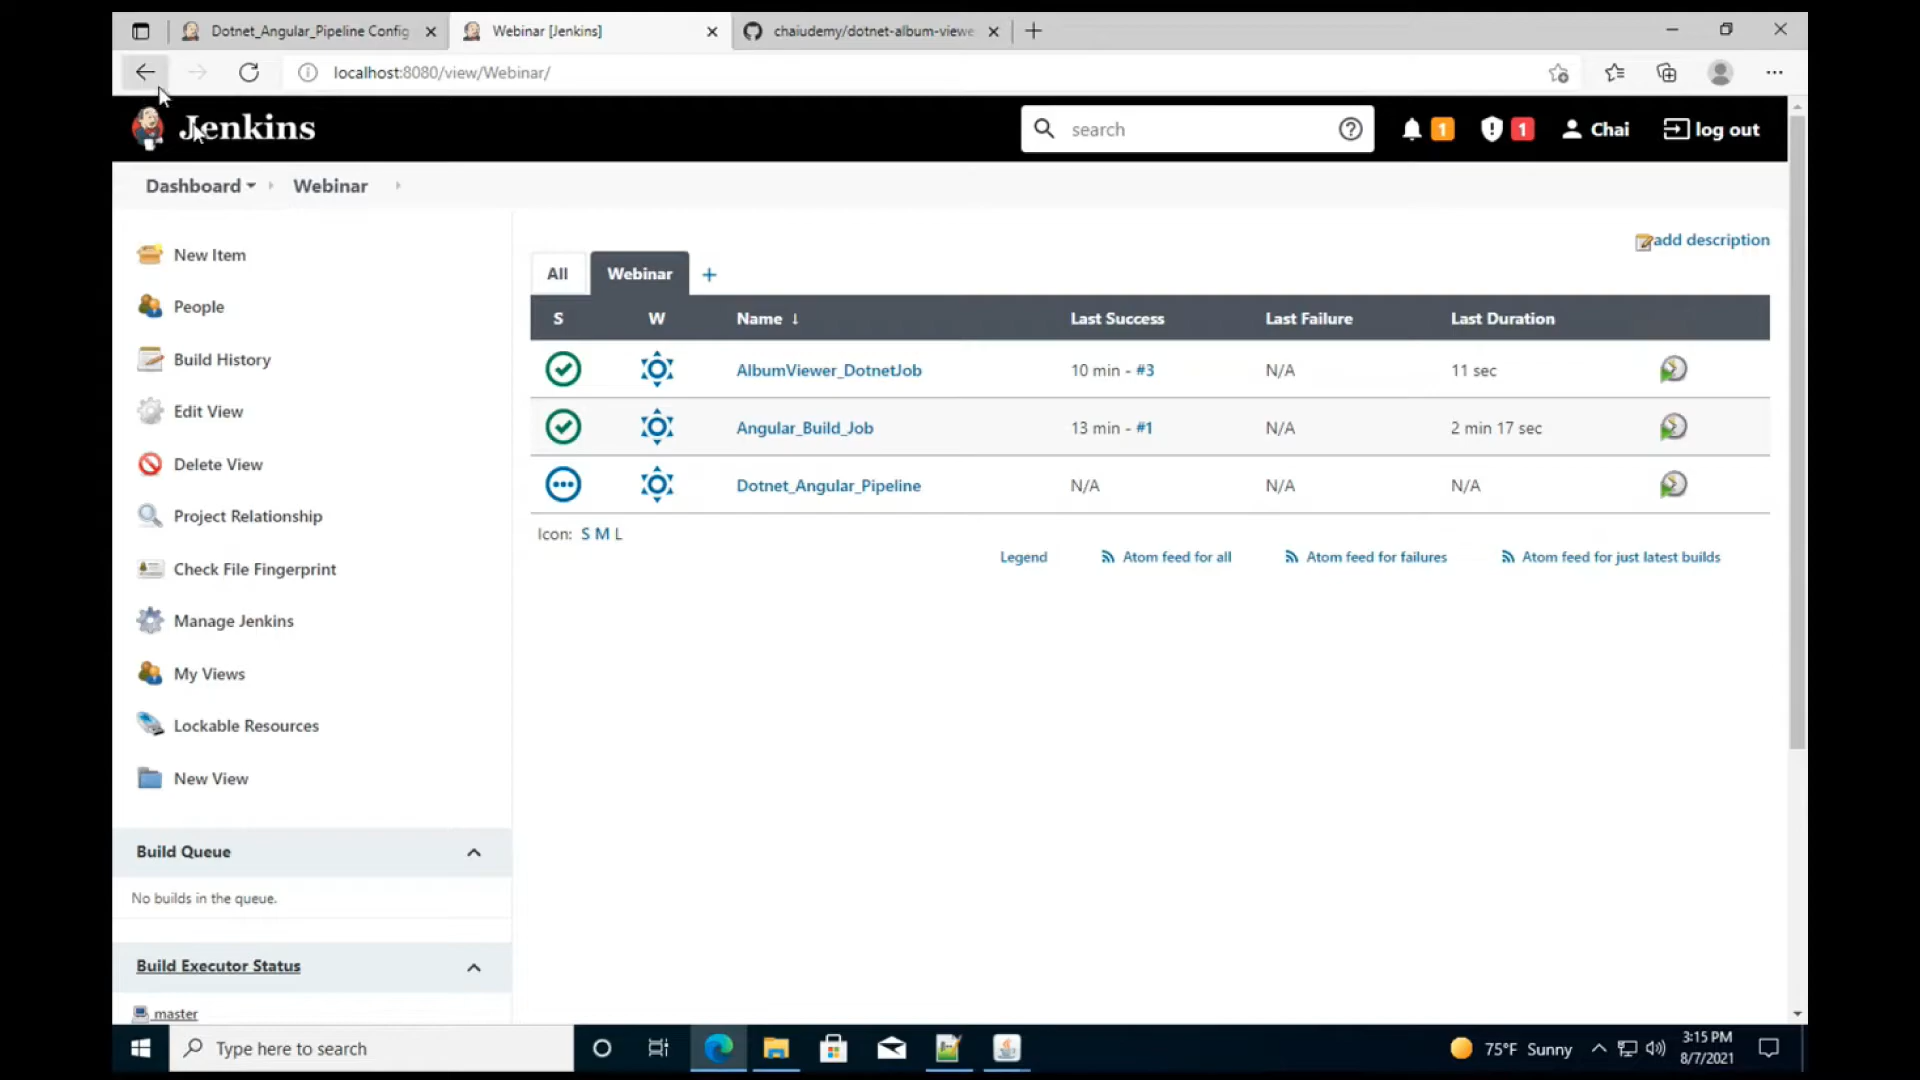 Dotnet_Angular_Pipeline Config
Webinar [Jenkins]
chaiudemy/dotnet-album-viewe
localhost:8080/view/Webinar/
Jenkins
search
1
1
Chai
log out
Dashboard
Webinar
New Item
People
Build History
Edit View
Delete View
Project Relationship
Check File Fingerprint
Manage Jenkins
My Views
Lockable Resources
New View
Build Queue
No builds in the queue.
Build Executor Status
master
add description
All
Webinar
+
S W Name ↓ Last Success Last Failure Last Duration
AlbumViewer_DotnetJob 10 min - #3 N/A 11 sec
Angular_Build_Job 13 min - #1 N/A 2 min 17 sec
Dotnet_Angular_Pipeline N/A N/A N/A
Icon: S M L
Legend
Atom feed for all
Atom feed for failures
Atom feed for just latest builds
Type here to search
75°F Sunny
3:15 PM
8/7/2021